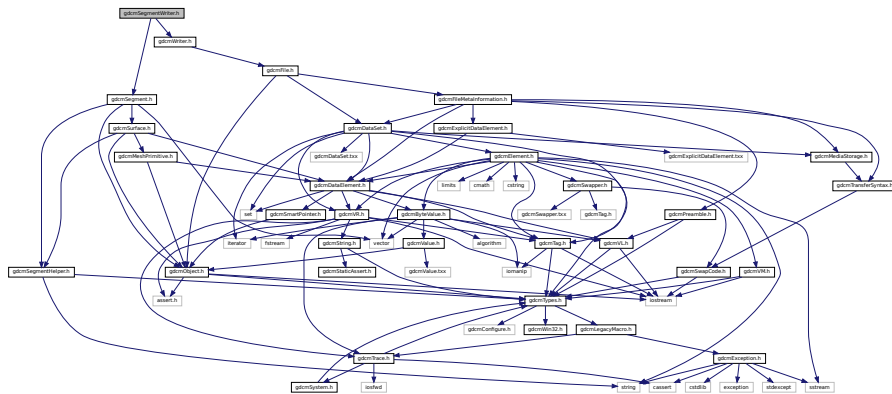 gdcmSegmentWriter.h
gdcmWriter.h
gdcmFile.h
gdcmSegment.h
gdcmFileMetaInformation.h
gdcmSurface.h
gdcmDataSet.h
gdcmExplicitDataElement.h
gdcmMeshPrimitive.h
gdcmDataSet.txx
gdcmElement.h
gdcmExplicitDataElement.txx
gdcmMediaStorage.h
gdcmDataElement.h
limits
cmath
cstring
gdcmSwapper.h
gdcmTransferSyntax.h
set
gdcmSmartPointer.h
gdcmVR.h
gdcmByteValue.h
gdcmSwapper.txx
gdcmTag.h
gdcmPreamble.h
iterator
fstream
gdcmString.h
vector
gdcmValue.h
algorithm
gdcmTag.h
gdcmVL.h
gdcmSegmentHelper.h
gdcmObject.h
gdcmStaticAssert.h
gdcmValue.txx
iomanip
gdcmSwapCode.h
gdcmVM.h
assert.h
gdcmTypes.h
iostream
gdcmConfigure.h
gdcmWin32.h
gdcmLegacyMacro.h
gdcmTrace.h
gdcmException.h
gdcmSystem.h
iosfwd
string
cassert
cstdlib
exception
stdexcept
sstream